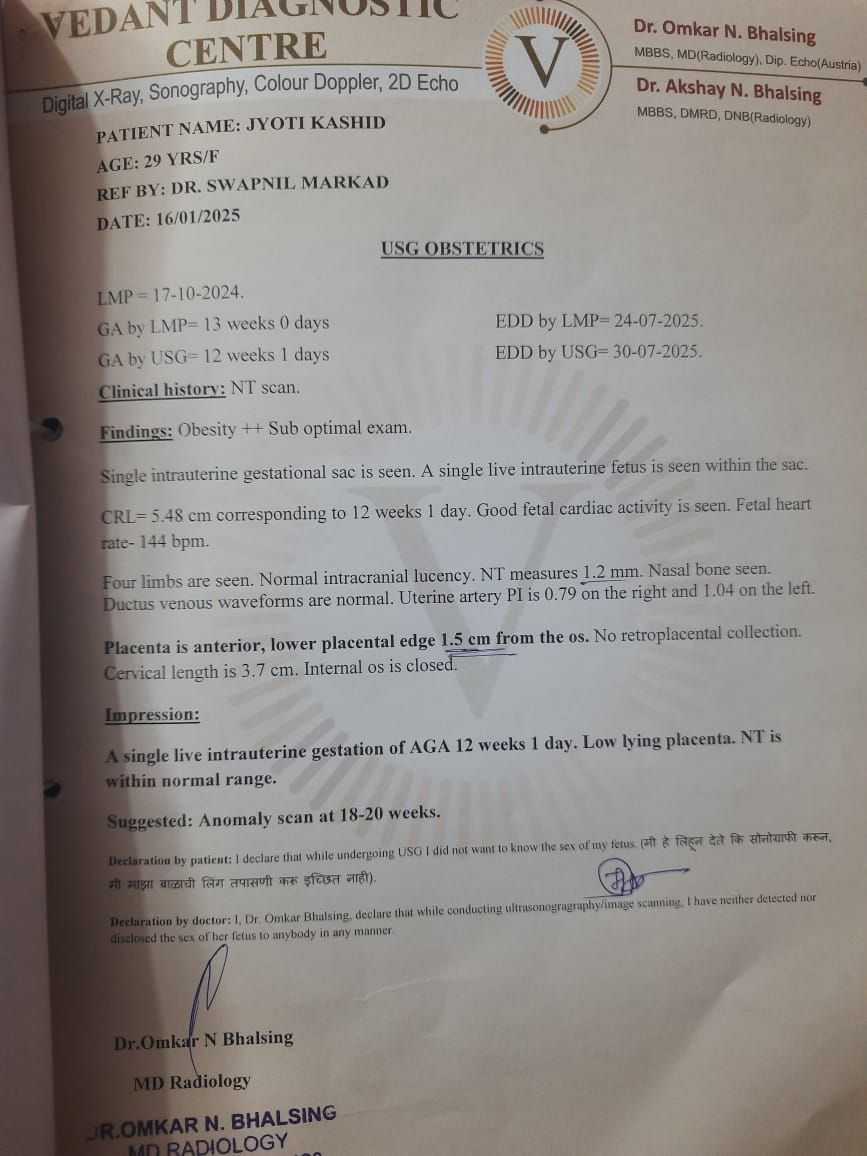 VEDANT DIAGNOSTIC
CENTRE
Digital X-Ray, Sonography, Colour Doppler, 2D Echo
V
Dr. Omkar N. Bhalsing
MBBS, MD(Radiology), Dip. Echo(Austria)
Dr. Akshay N. Bhalsing
MBBS, DMRD, DNB(Radiology)
PATIENT NAME: JYOTI KASHID
AGE: 29 YRS/F
REF BY: DR. SWAPNIL MARKAD
DATE: 16/01/2025
USG OBSTETRICS
LMP = 17-10-2024.
GA by LMP= 13 weeks 0 days EDD by LMP= 24-07-2025.
GA by USG= 12 weeks 1 days EDD by USG= 30-07-2025.
Clinical history: NT scan.
Findings: Obesity ++ Sub optimal exam.
Single intrauterine gestational sac is seen. A single live intrauterine fetus is seen within the sac.
CRL= 5.48 cm corresponding to 12 weeks 1 day. Good fetal cardiac activity is seen. Fetal heart
rate- 144 bpm.
Four limbs are seen. Normal intracranial lucency. NT measures 1.2 mm. Nasal bone seen.
Ductus venous waveforms are normal. Uterine artery PI is 0.79 on the right and 1.04 on the left.
Placenta is anterior, lower placental edge 1.5 cm from the os. No retroplacental collection.
Cervical length is 3.7 cm. Internal os is closed.
Impression:
A single live intrauterine gestation of AGA 12 weeks 1 day. Low lying placenta. NT is
within normal range.
Suggested: Anomaly scan at 18-20 weeks.
Declaration by patient: I declare that while undergoing USG I did not want to know the sex of my fetus. (मी हे लिहून देते कि सोनोग्राफी करून,
मी माझा बाळाची लिंग तपासणी करू इच्छित नाही).
Declaration by doctor: I, Dr. Omkar Bhalsing, declare that while conducting ultrasonogragraphy/image scanning, I have neither detected nor
disclosed the sex of her fetus to anybody in any manner.
Dr.Omkar N Bhalsing
MD Radiology
DR.OMKAR N. BHALSING
MD RADIOLOGY